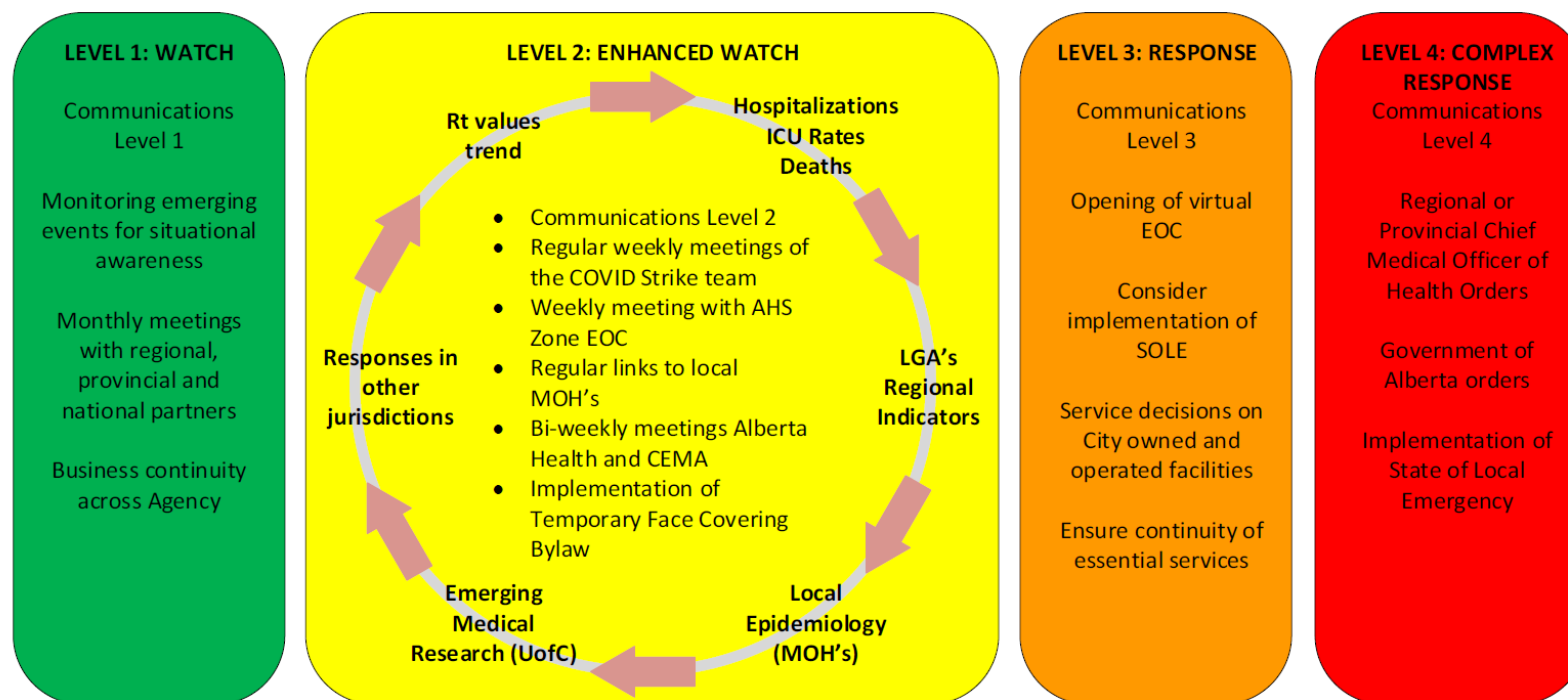 LEVEL 1: WATCH
Communications
Level 1
Monitoring emerging
events for situational
awareness
Monthly meetings
with regional,
provincial and
national partners
Business continuity
across Agency
LEVEL 2: ENHANCED WATCH
Rt values
trend
Hospitalizations
ICU Rates
Deaths
LGA’s
Regional
Indicators
Local
Epidemiology
(MOH’s)
Emerging
Medical
Research (UofC)
Responses in
other
jurisdictions
• Communications Level 2
• Regular weekly meetings of
the COVID Strike team
• Weekly meeting with AHS
Zone EOC
• Regular links to local
MOH’s
• Bi-weekly meetings Alberta
Health and CEMA
• Implementation of
Temporary Face Covering
Bylaw
LEVEL 3: RESPONSE
Communications
Level 3
Opening of virtual
EOC
Consider
implementation of
SOLE
Service decisions on
City owned and
operated facilities
Ensure continuity of
essential services
LEVEL 4: COMPLEX
RESPONSE
Communications
Level 4
Regional or
Provincial Chief
Medical Officer of
Health Orders
Government of
Alberta orders
Implementation of
State of Local
Emergency